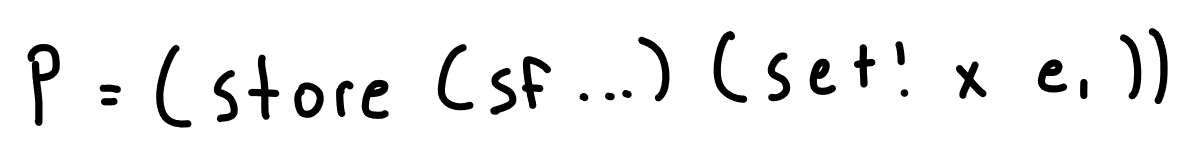 P = (store (sf...) (set! x e₁))